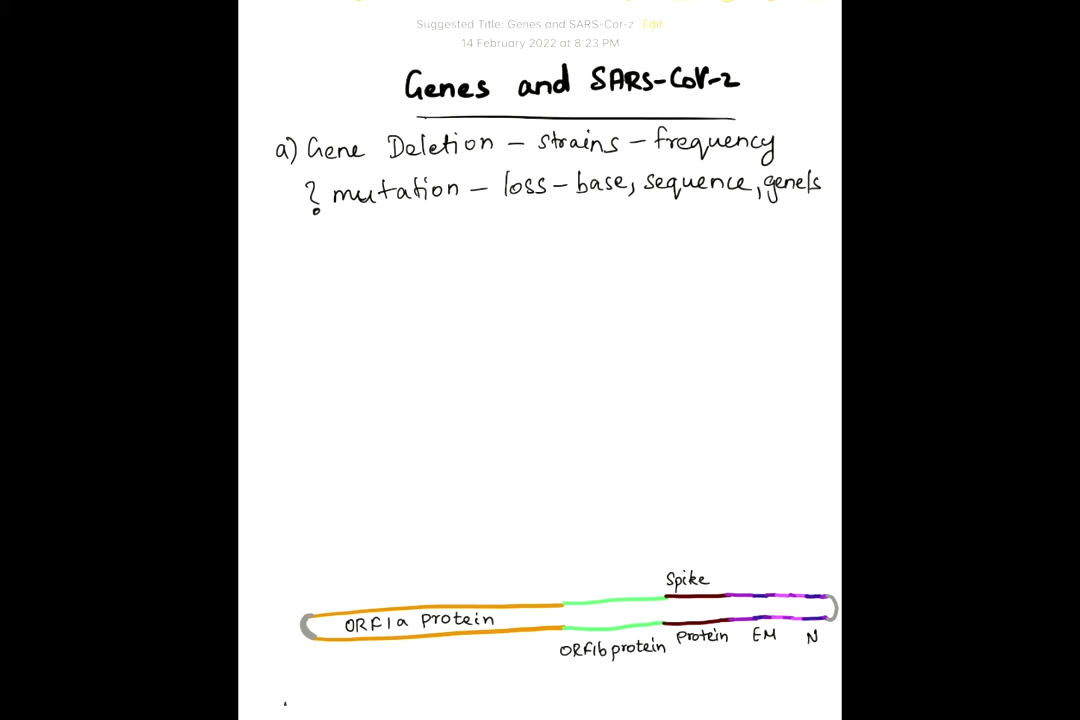 Suggested Title: Genes and SARS-Cor-z Edit
14 February 2022 at 8:23 PM
Genes and SARS-CoV-2
a) Gene Deletion - strains - frequency
? mutation - loss - base, sequence, gene/s
Spike
ORF1a protein
ORF1b protein protein EM N